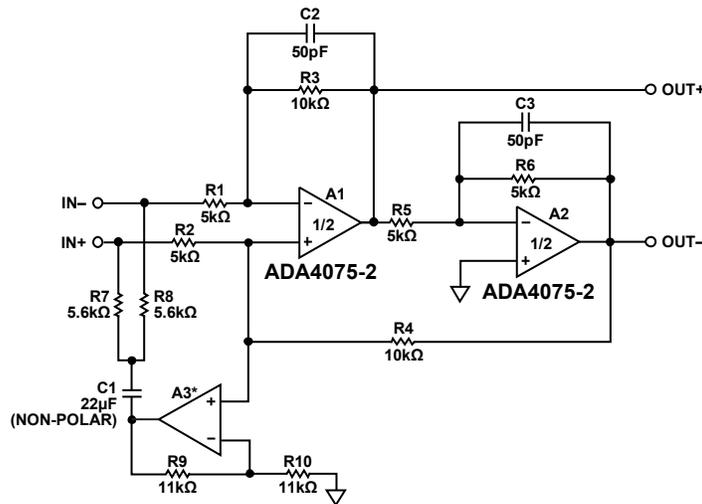 C2
50pF
R3
10kΩ
OUT+
C3
50pF
R6
5kΩ
IN–
R1
5kΩ
A1
–
1/2
+
R5
5kΩ
A2
–
1/2
+
OUT–
IN+
R2
5kΩ
ADA4075-2
ADA4075-2
R7
5.6kΩ
R8
5.6kΩ
R4
10kΩ
C1
22µF
(NON-POLAR)
A3*
+
–
R9
11kΩ
R10
11kΩ